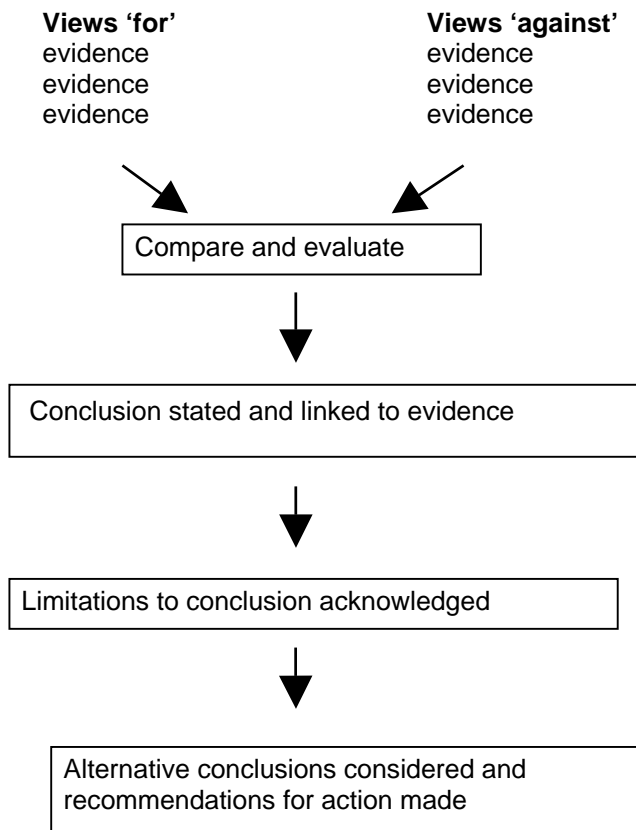 Views ‘for’
evidence
evidence
evidence
Views ‘against’
evidence
evidence
evidence
Compare and evaluate
Conclusion stated and linked to evidence
Limitations to conclusion acknowledged
Alternative conclusions considered and
recommendations for action made